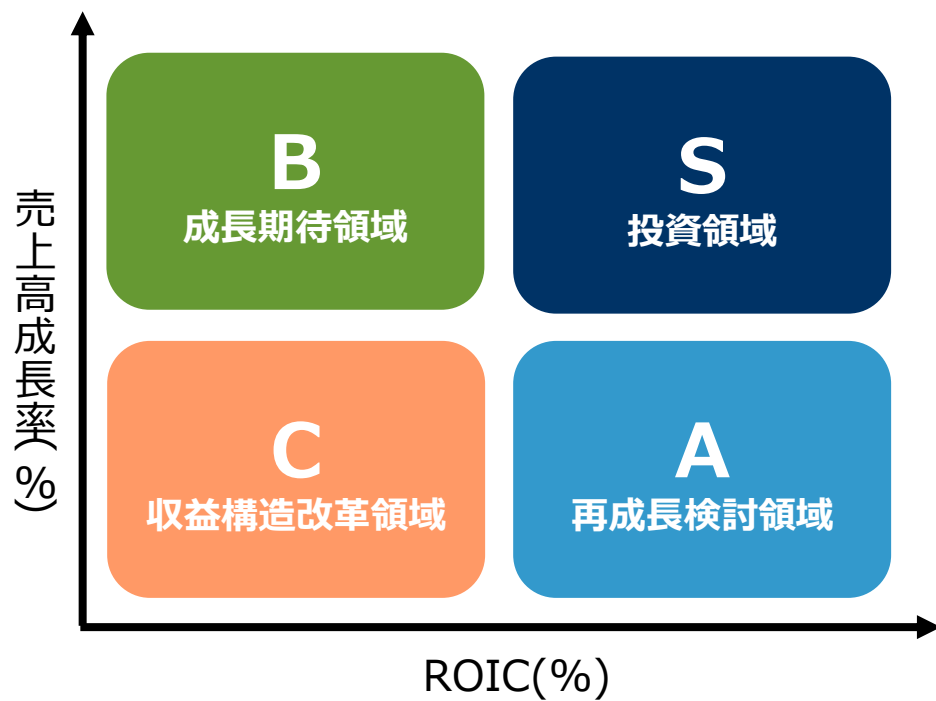 売上高成長率(%)
B
成長期待領域
S
投資領域
C
収益構造改革領域
A
再成長検討領域
ROIC(%)